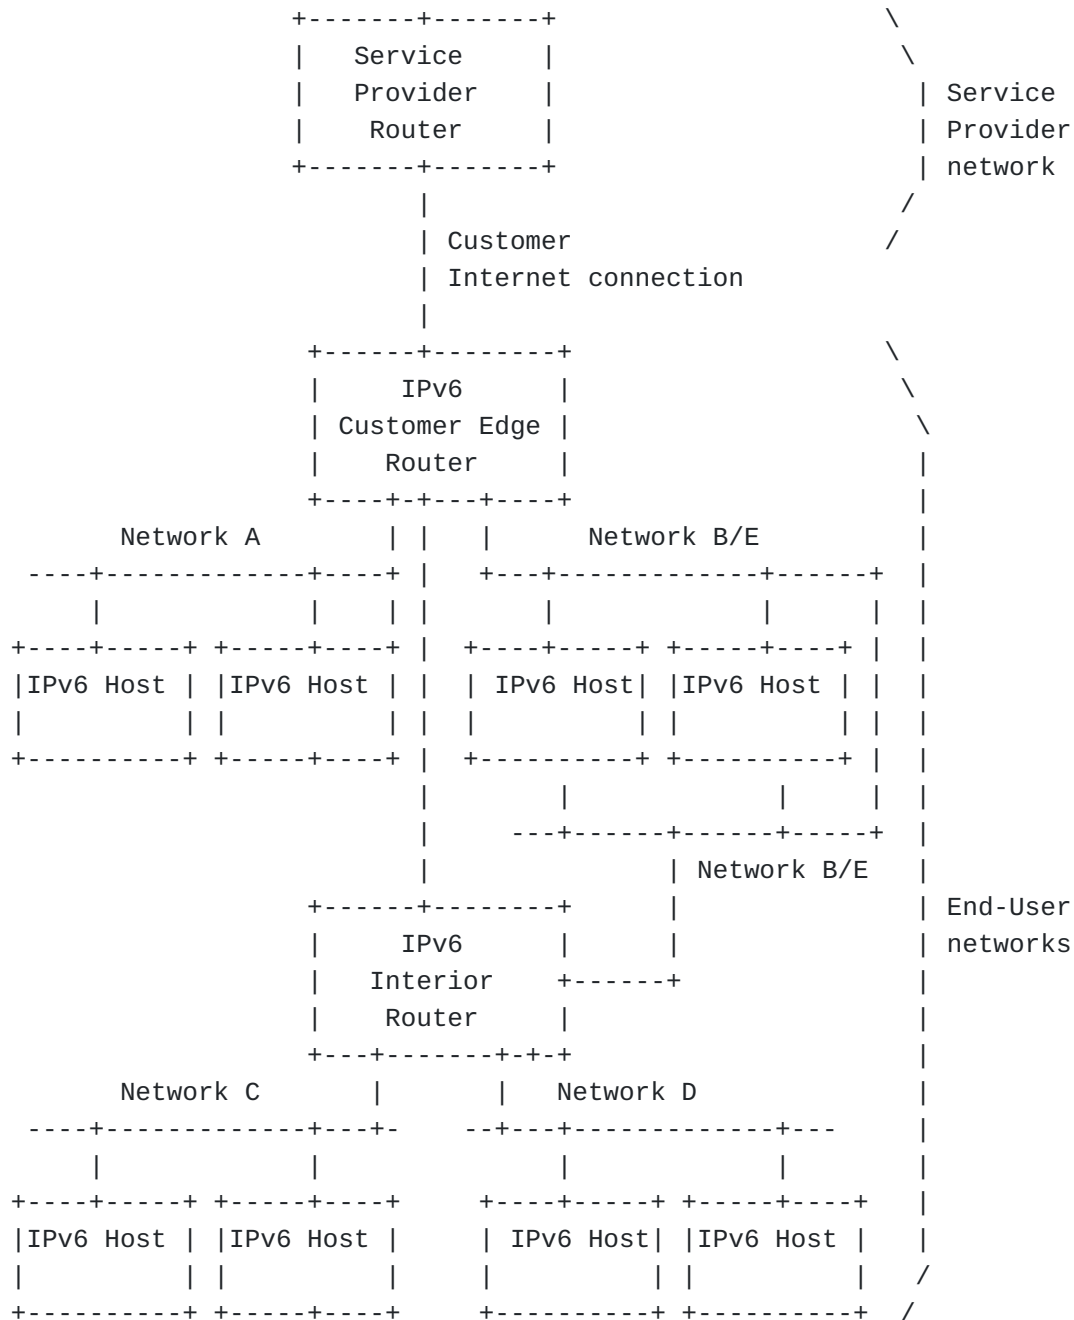 Service
Provider Service
Router Provider
network
Customer
Internet connection
IPv6
Customer Edge
Router
Network A Network B/E
IPv6 Host IPv6 Host IPv6 Host IPv6 Host
Network B/E
End-User
IPv6 networks
Interior
Router
Network C Network D
IPv6 Host IPv6 Host IPv6 Host IPv6 Host